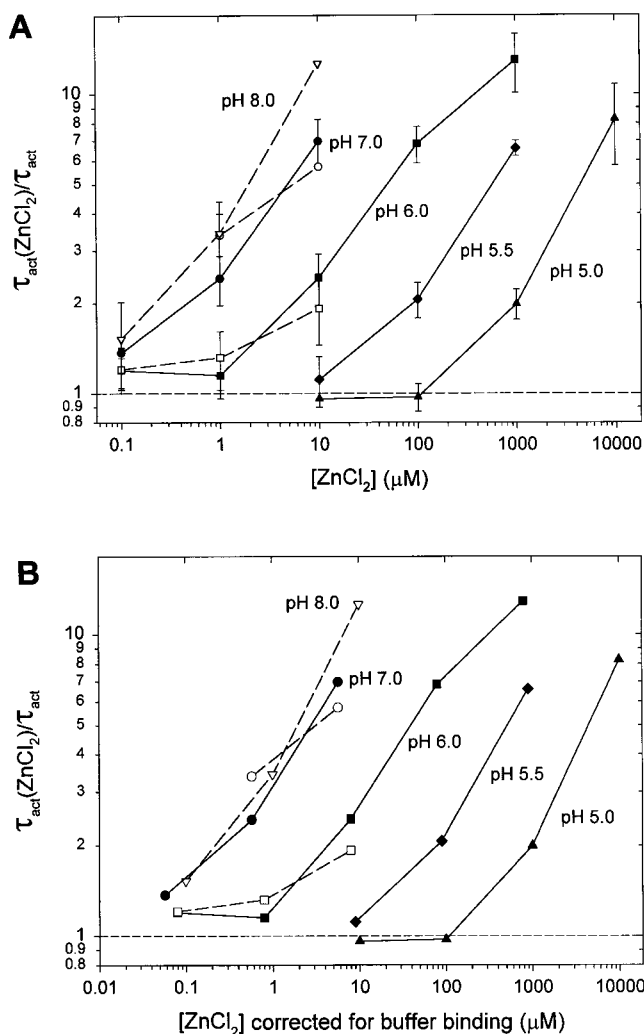 A
τact(ZnCl2)/τact
10
9
8
7
6
5
4
3
2
1
0.9
0.8
pH 8.0
pH 7.0
pH 6.0
pH 5.5
pH 5.0
0.1 1 10 100 1000 10000
[ZnCl2] (μM)
B
τact(ZnCl2)/τact
10
9
8
7
6
5
4
3
2
1
0.9
0.8
pH 8.0
pH 7.0
pH 6.0
pH 5.5
pH 5.0
0.01 0.1 1 10 100 1000 10000
[ZnCl2] corrected for buffer binding (μM)